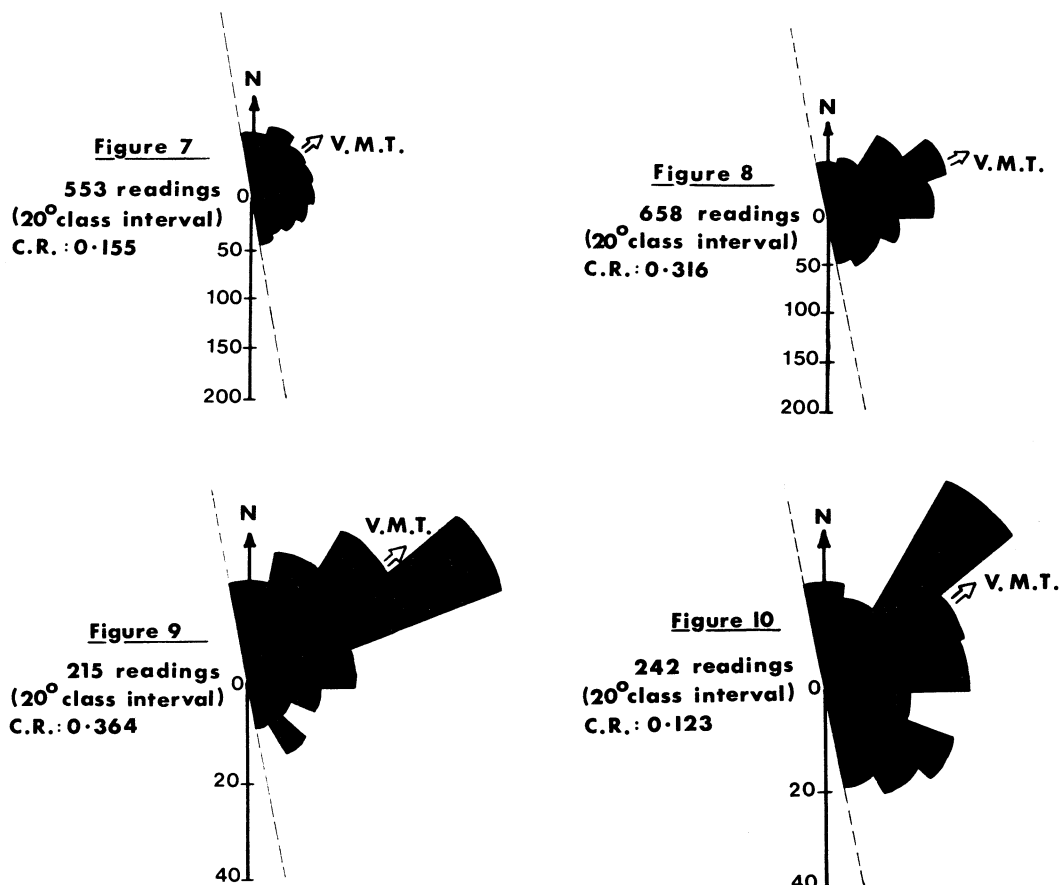 N
Figure 7
V.M.T.
553 readings
(20° class interval)
C.R.: 0·155
0
50
100
150
200
N
Figure 8
V.M.T.
658 readings
(20° class interval)
C.R.: 0·316
0
50
100
150
200
N
V.M.T.
Figure 9
215 readings
(20° class interval)
C.R.: 0·364
0
20
40
N
V.M.T.
Figure 10
242 readings
(20° class interval)
C.R.: 0·123
0
20
40